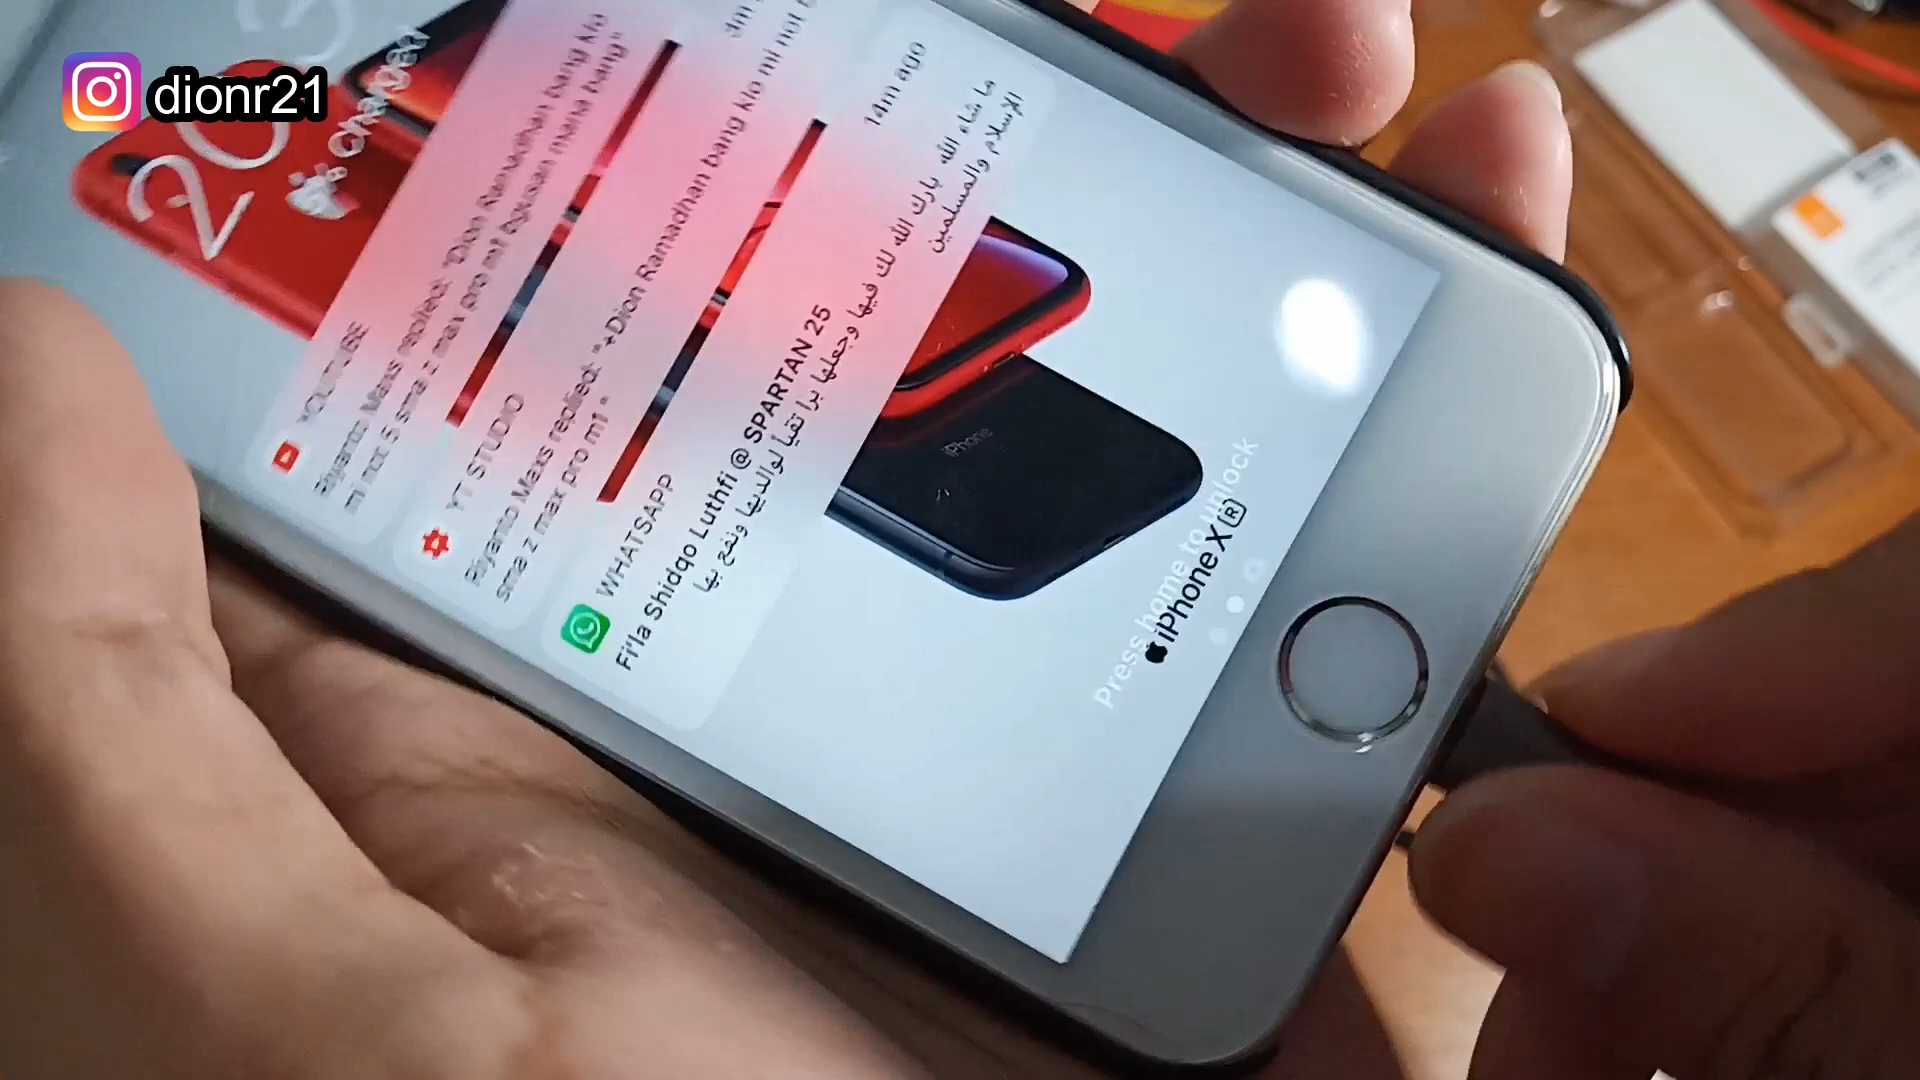 dionr21
YOUTUBE
Riyanto Maxs replied: "Dion Ramadhan bang klo
mi not 5 sma z max pro m1 bgusan mana bang"
YT STUDIO
Riyanto Maxs replied: "+Dion Ramadhan bang klo mi not
sma z max pro m1 "
WHATSAPP
14m ago
Fi'la Shidqo Luthfi @ SPARTAN 25
ما شاء الله بارك الله لك فيها وجعلها برا تقيا لوالديها ونفع بها
الإسلام والمسلمين
iPhone
Press home to unlock
iPhone X R